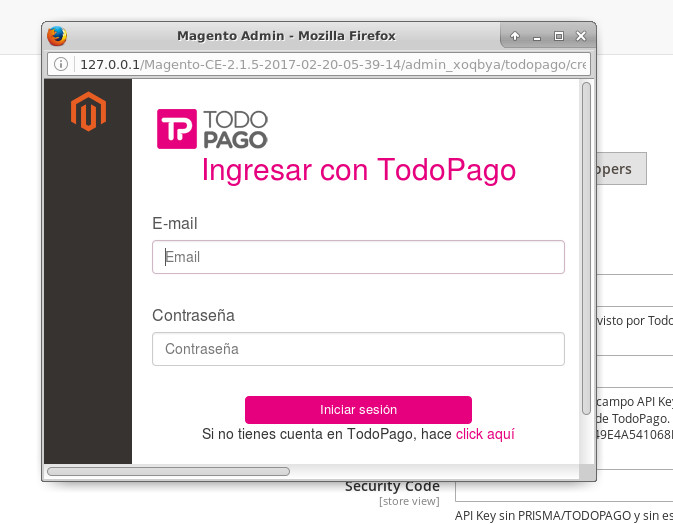 Magento Admin - Mozilla Firefox
127.0.0.1/Magento-CE-2.1.5-2017-02-20-05-39-14/admin_xoqbya/todopago/cre
TP TODO
PAGO
Ingresar con TodoPago
E-mail
Email
Contraseña
Contraseña
Iniciar sesión
Si no tienes cuenta en TodoPago, hace click aquí
opers
visto por Todo
campo API Key
de TodoPago.
49E4A541068
Security Code
[store view]
API Key sin PRISMA/TODOPAGO y sin es